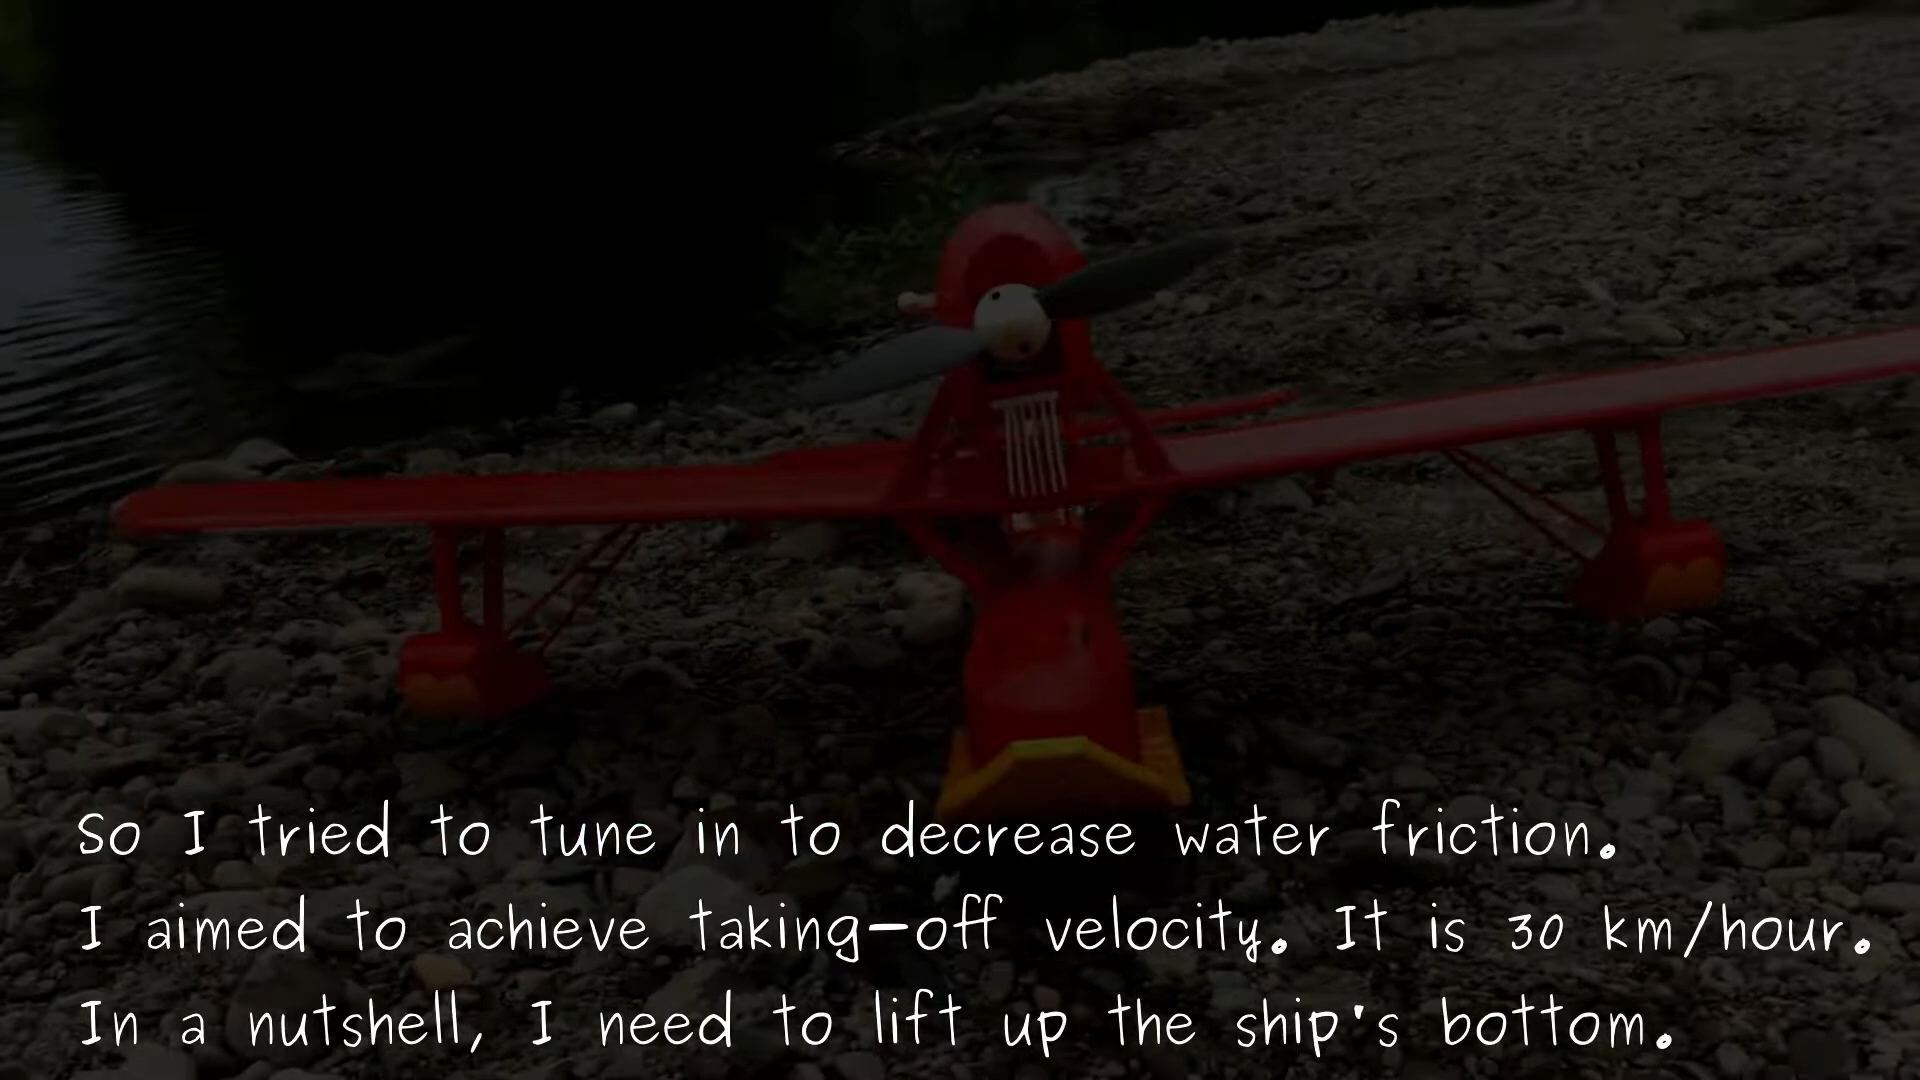 So I tried to tune in to decrease water friction.
I aimed to achieve taking-off velocity. It is 30 km/hour.
In a nutshell, I need to lift up the ship's bottom.